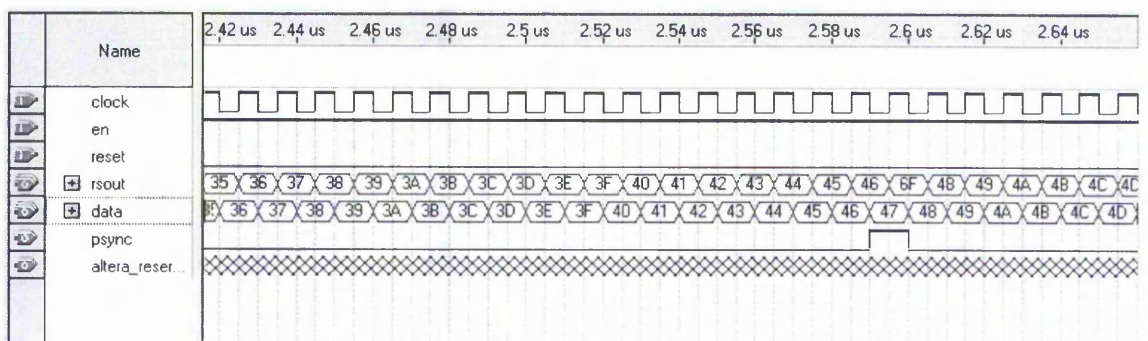 Name
2.42 us 2.44 us 2.46 us 2.48 us 2.5 us 2.52 us 2.54 us 2.56 us 2.58 us 2.6 us 2.62 us 2.64 us
clock
en
reset
rsout 35 36 37 38 39 3A 3B 3C 3D 3E 3F 40 41 42 43 44 45 46 6F 48 49 4A 4B 4C 4D
data 36 37 38 39 3A 3B 3C 3D 3E 3F 40 41 42 43 44 45 46 47 48 49 4A 4B 4C 4D
psync
altera_reser...